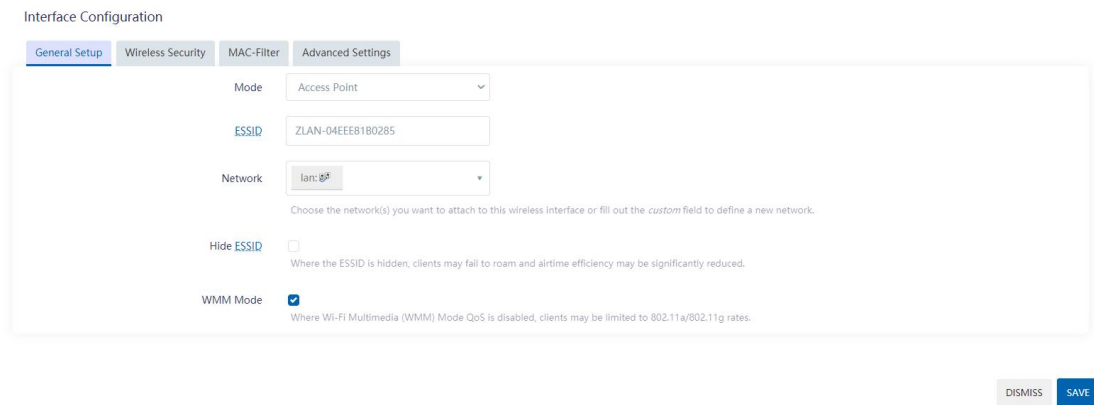 Interface Configuration
General Setup Wireless Security MAC-Filter Advanced Settings
Mode Access Point
ESSID ZLAN-04EEE81B0285
Network lan:
Choose the network(s) you want to attach to this wireless interface or fill out the custom field to define a new network.
Hide ESSID
Where the ESSID is hidden, clients may fail to roam and airtime efficiency may be significantly reduced.
WMM Mode
Where Wi-Fi Multimedia (WMM) Mode QoS is disabled, clients may be limited to 802.11a/802.11g rates.
DISMISS SAVE